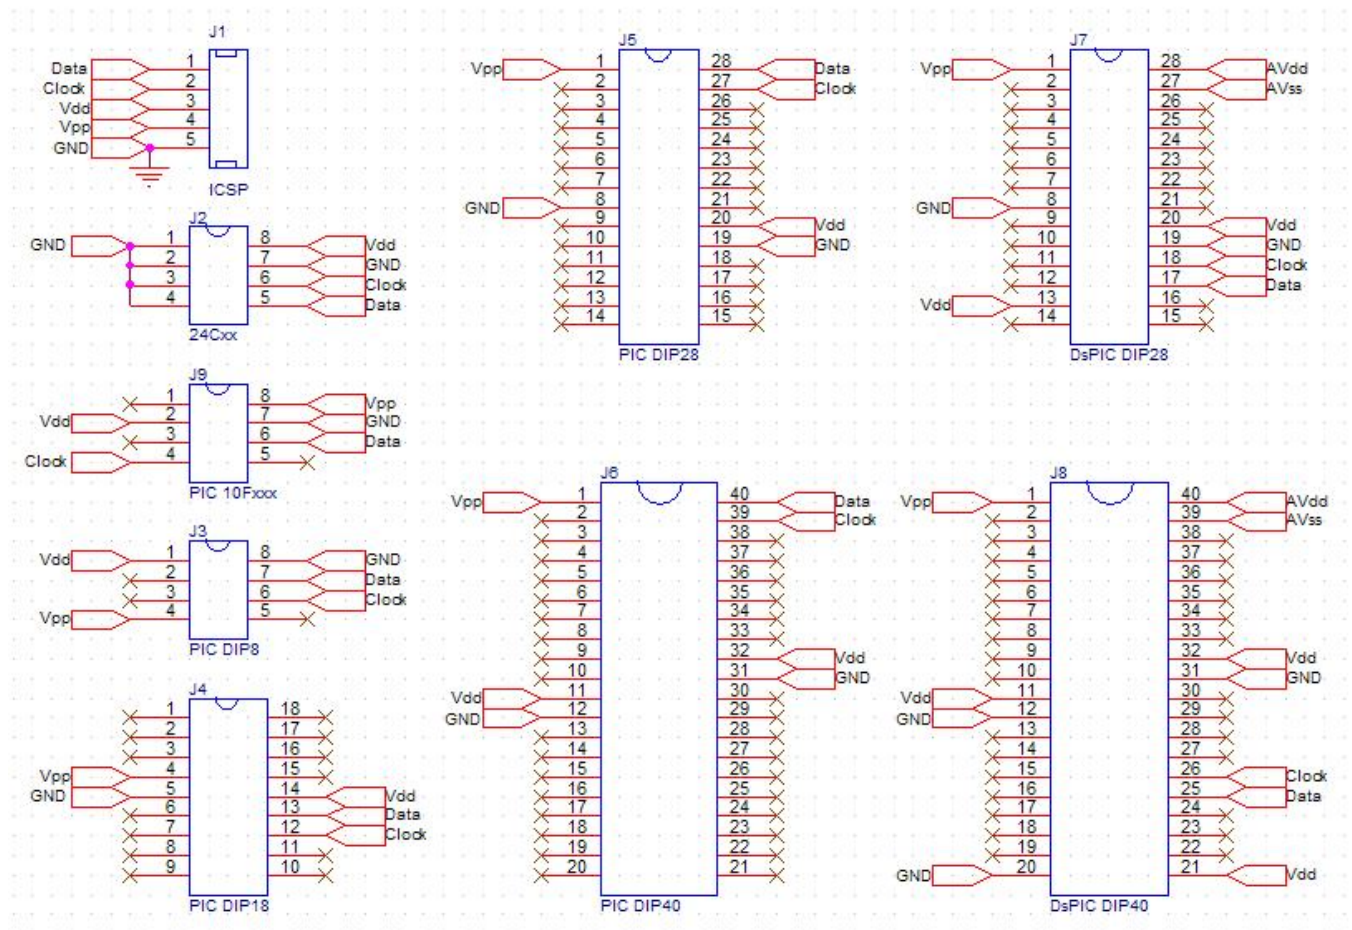 J1
Data 1
Clock 2
Vdd 3
Vpp 4
GND 5
ICSP
J2
GND 1 8 Vdd
2 7 GND
3 6 Clock
4 5 Data
24Cxx
J9
1 8 Vpp
Vdd 2 7 GND
3 6 Data
Clock 4 5
PIC 10Fxxx
J3
Vdd 1 8 GND
2 7 Data
3 6 Clock
Vpp 4 5
PIC DIP8
J4
1 18
2 17
3 16
Vpp 4 15
GND 5 14 Vdd
6 13 Data
7 12 Clock
8 11
9 10
PIC DIP18
J5
Vpp 1 28 Data
2 27 Clock
3 26
4 25
5 24
6 23
7 22
GND 8 21
9 20 Vdd
10 19 GND
11 18
12 17
13 16
14 15
PIC DIP28
J6
Vpp 1 40 Data
2 39 Clock
3 38
4 37
5 36
6 35
7 34
8 33
9 32 Vdd
10 31 GND
Vdd 11 30
GND 12 29
13 28
14 27
15 26
16 25
17 24
18 23
19 22
20 21
PIC DIP40
J7
Vpp 1 28 AVdd
2 27 AVss
3 26
4 25
5 24
6 23
7 22
GND 8 21
9 20 Vdd
10 19 GND
11 18 Clock
12 17 Data
Vdd 13 16
14 15
DsPIC DIP28
J8
Vpp 1 40 AVdd
2 39 AVss
3 38
4 37
5 36
6 35
7 34
8 33
9 32 Vdd
10 31 GND
Vdd 11 30
GND 12 29
13 28
14 27
15 26 Clock
16 25 Data
17 24
18 23
19 22
GND 20 21 Vdd
DsPIC DIP40